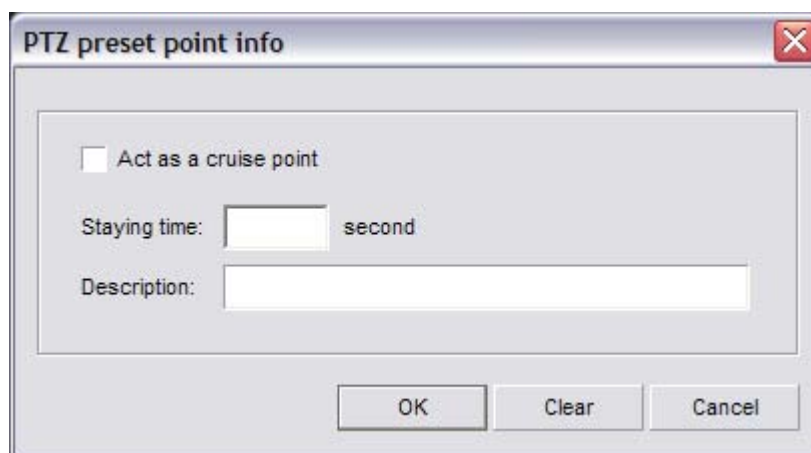 PTZ preset point info
Act as a cruise point
Staying time: second
Description:
OK Clear Cancel